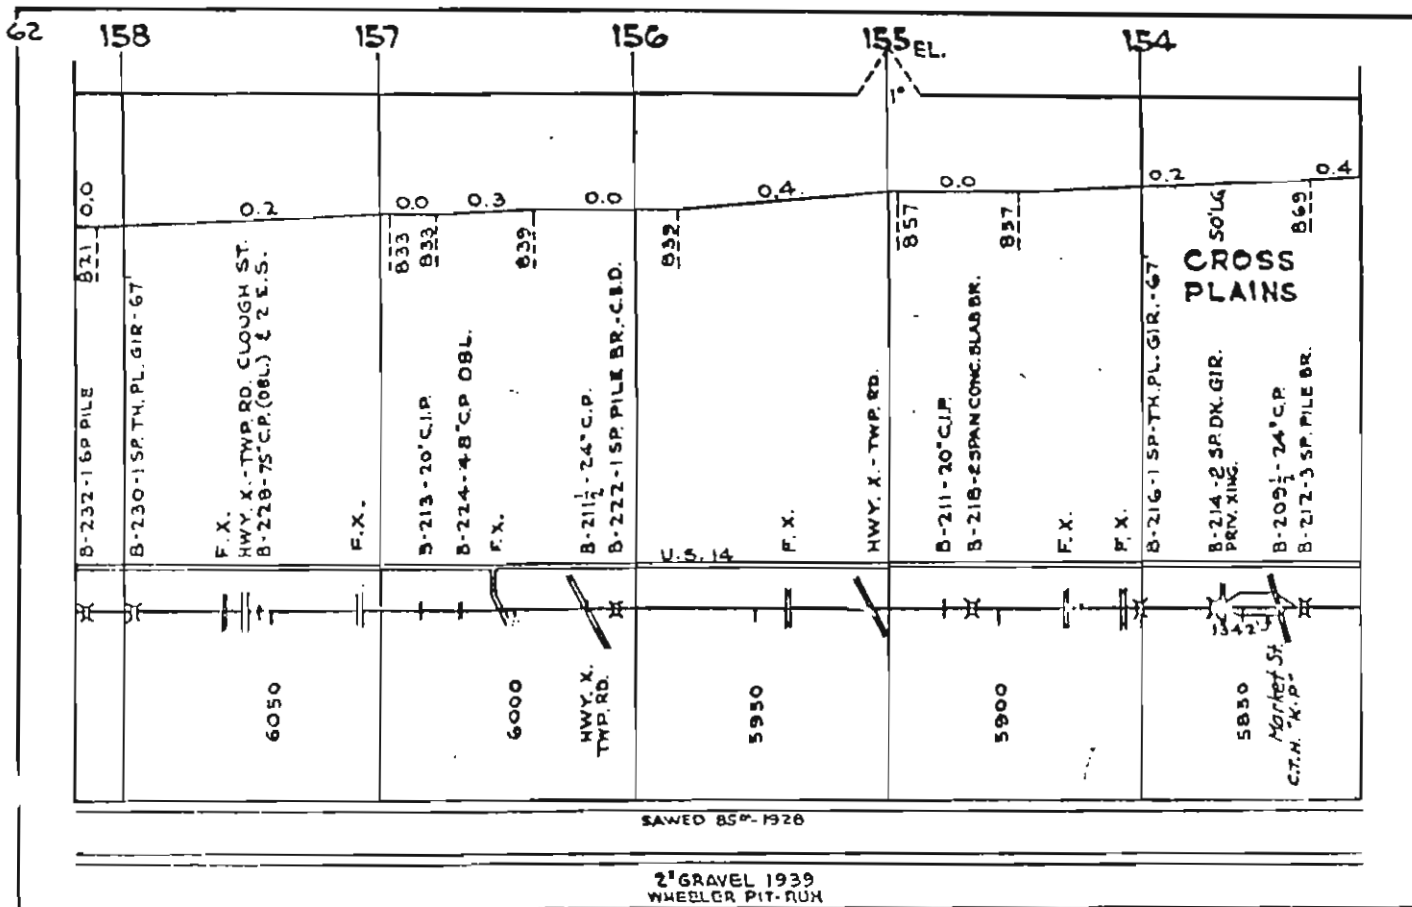 62
158
157
156
155 EL.
154
1°
0.0
0.2
0.0
0.3
0.0
0.4
0.0
0.2
0.4
821
833
833
839
839
857
857
869
50'LG
CROSS
PLAINS
B-232-1 SP PILE
B-230-1 SP. TH. PL. GIR-67'
F.X.
HWY. X.-TWP. RD. CLOUGH ST.
B-228-75" C.P. (DBL.) & 2 E.S.
F.X.
B-213-20" C.I.P.
B-224-48" C.P. DBL.
F.X.
B-211½-24" C.P.
B-222-1 SP. PILE BR.-C.B.D.
U.S. 14
F.X.
HWY. X.-TWP. RD.
B-211-20" C.I.P.
B-218-2 SPAN CONC. SLAB BR.
F.X.
F.X.
B-216-1 SP-TH. PL. GIR.-67'
B-214-2 SP. DK. GIR.
PRIV. XING.
B-209½-24" C.P.
B-212-3 SP. PILE BR.
1342'
6050
6000
HWY. X.
TWP. RD.
5950
5900
5850
Market St.
C.T.H. "K.P"
SAWED 85#-1928
2" GRAVEL 1939
WHEELER PIT-RUN